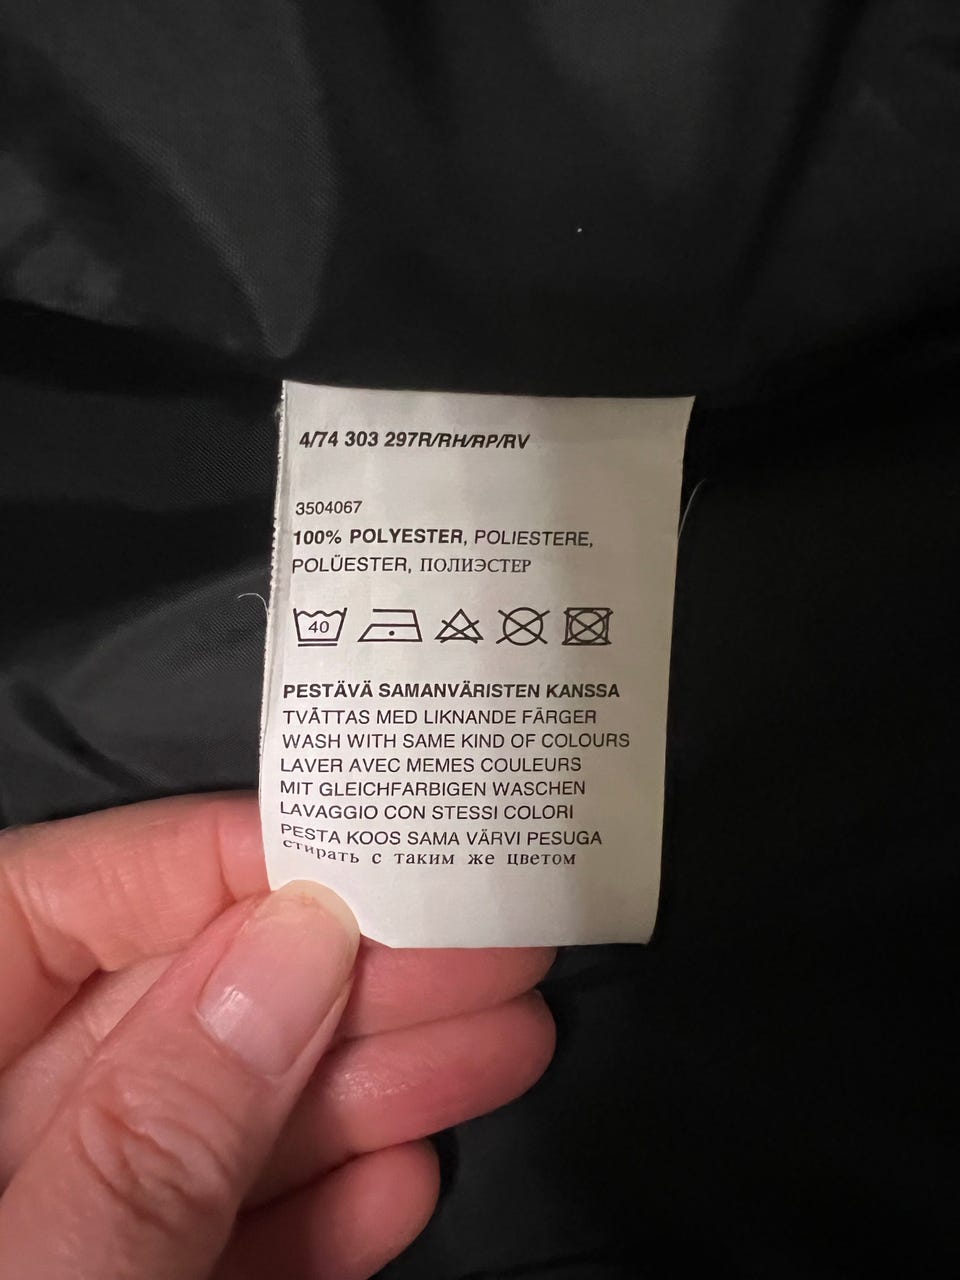 4/74 303 297R/RH/RP/RV
3504067
100% POLYESTER, POLIESTERE,
POLÜESTER, ПОЛИЭСТЕР
40
PESTÄVÄ SAMANVÄRISTEN KANSSA
TVÄTTAS MED LIKNANDE FÄRGER
WASH WITH SAME KIND OF COLOURS
LAVER AVEC MEMES COULEURS
MIT GLEICHFARBIGEN WASCHEN
LAVAGGIO CON STESSI COLORI
PESTA KOOS SAMA VÄRVI PESUGA
стирать с таким же цветом